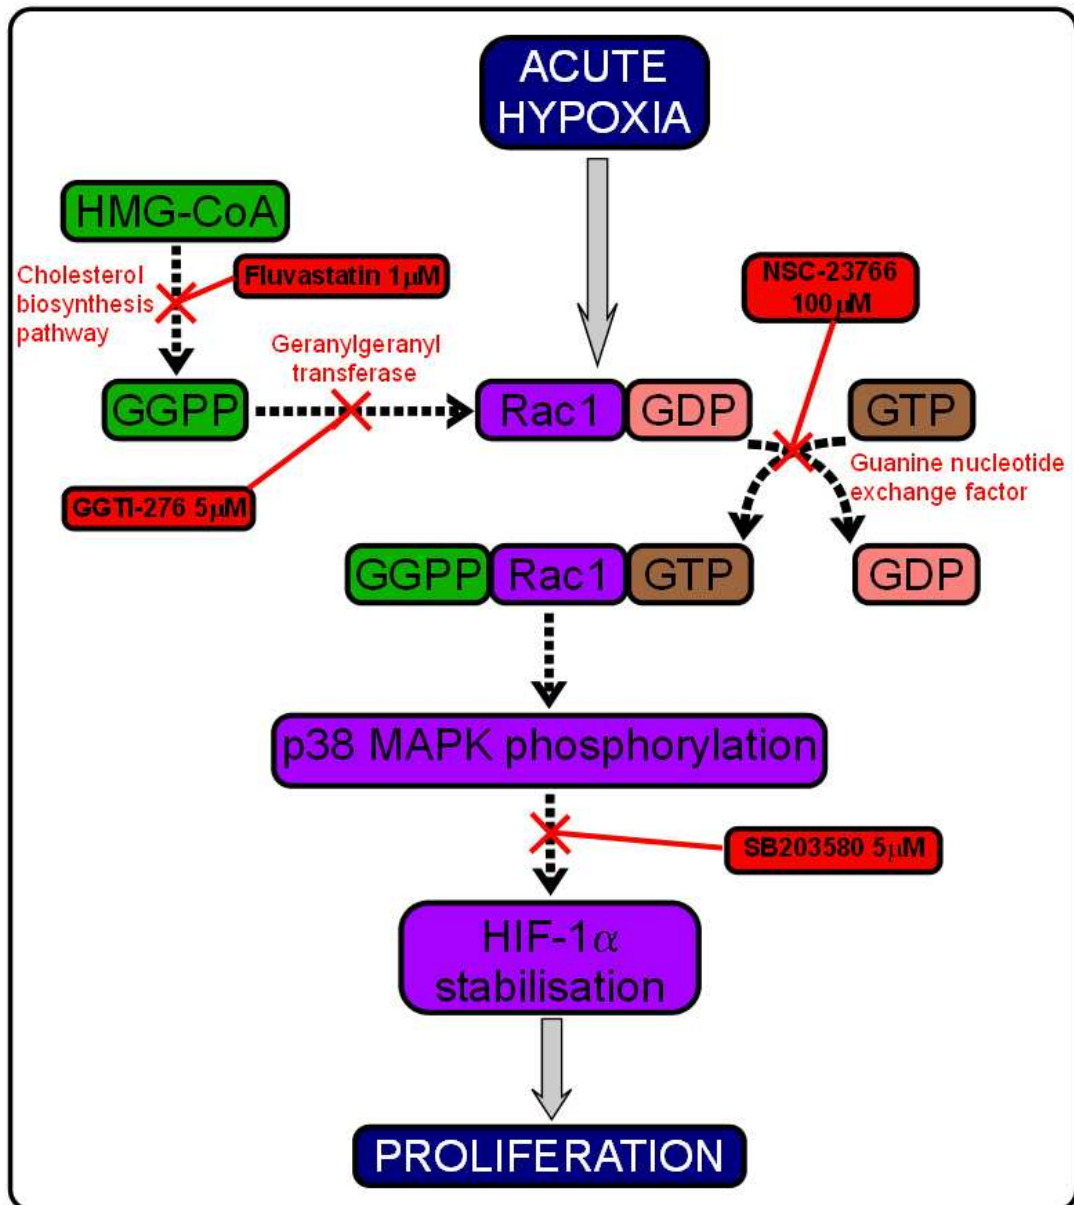 ACUTE
HYPOXIA
HMG-CoA
Cholesterol
biosynthesis
pathway
Fluvastatin 1µM
NSC-23766
100µM
Geranylgeranyl
transferase
GGPP
Rac1
GDP
GTP
Guanine nucleotide
exchange factor
GGTI-276 5µM
GGPP
Rac1
GTP
GDP
p38 MAPK phosphorylation
SB203580 5µM
HIF-1α
stabilisation
PROLIFERATION